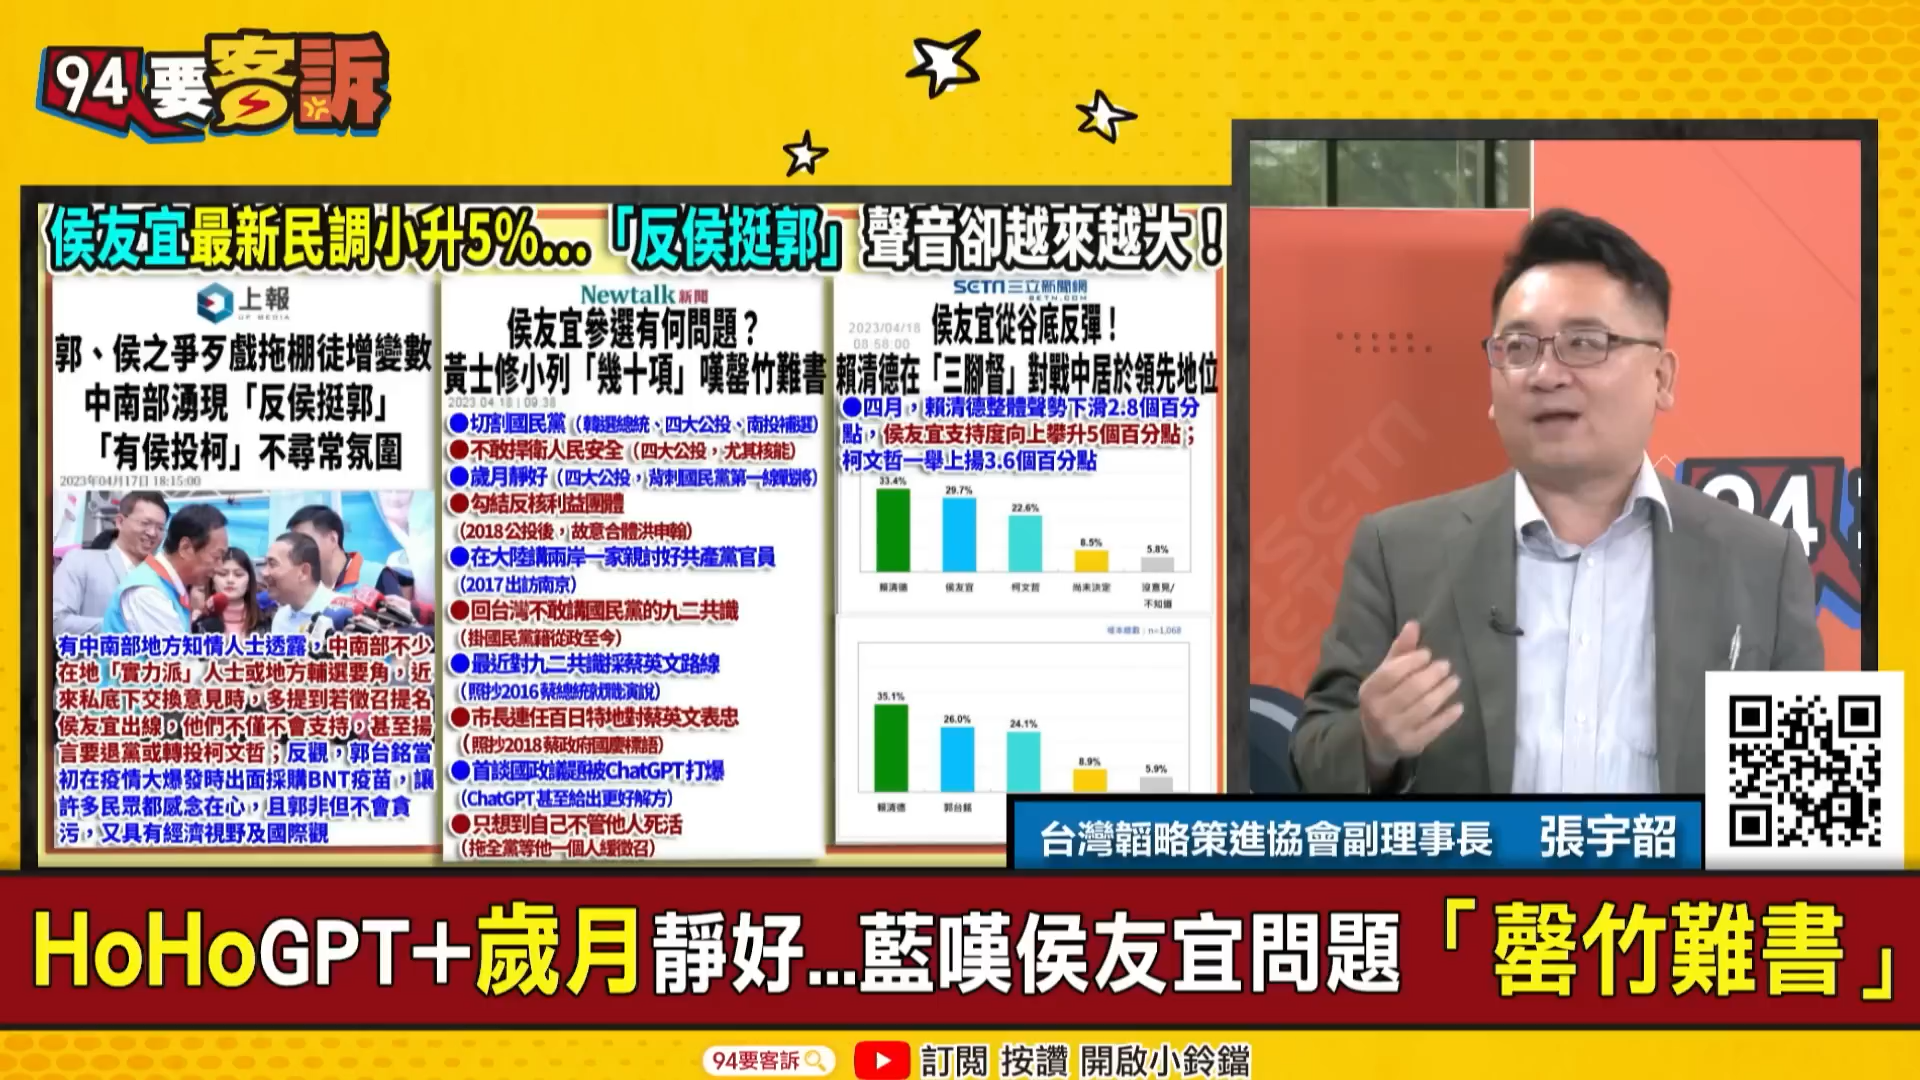 94要客訴
侯友宜最新民調小升5%...「反侯挺郭」聲音卻越來越大！
上報
UP MEDIA
郭、侯之爭歹戲拖棚徒增變數
中南部湧現「反侯挺郭」
「有侯投柯」不尋常氛圍
2023年04月17日 18:15:00
有中南部地方知情人士透露，中南部不少
在地「實力派」人士或地方輔選要角，近
來私底下交換意見時，多提到若徵召提名
侯友宜出線，他們不僅不會支持，甚至揚
言要退黨或轉投柯文哲；反觀，郭台銘當
初在疫情大爆發時出面採購BNT疫苗，讓
許多民眾都感念在心，且郭非但不會貪
污，又具有經濟視野及國際觀
Newtalk新聞
侯友宜參選有何問題？
黃士修小列「幾十項」嘆罄竹難書
2023.04.18 | 09:38
●切割國民黨（韓選總統、四大公投、南投補選）
●不敢捍衛人民安全（四大公投，尤其核能）
●歲月靜好（四大公投，背刺國民黨第一線戰將）
●勾結反核利益團體
（2018公投後，故意合體洪申翰）
●在大陸講兩岸一家親討好共產黨官員
（2017出訪南京）
●回台灣不敢講國民黨的九二共識
（掛國民黨籍從政至今）
●最近對九二共識採蔡英文路線
（照抄2016蔡總統就職演說）
●市長連任百日特地對蔡英文表忠
（照抄2018蔡政府國慶標語）
●首談國政議題被ChatGPT打爆
（ChatGPT甚至給出更好解方）
●只想到自己不管他人死活
（拖全黨等他一個人緩徵召）
SETN三立新聞網
SETN.COM
2023/04/18
08:58:00
侯友宜從谷底反彈！
賴清德在「三腳督」對戰中居於領先地位
●四月，賴清德整體聲勢下滑2.8個百分
點，侯友宜支持度向上攀升5個百分點；
柯文哲一舉上揚3.6個百分點
33.4%
29.7%
22.6%
8.5%
5.8%
賴清德
侯友宜
柯文哲
尚未決定
沒意見/
不知道
樣本總數：n=1,068
35.1%
26.0%
24.1%
8.9%
5.9%
賴清德
郭台銘
SETN
94
台灣韜略策進協會副理事長 張宇韶
HoHoGPT+歲月靜好...藍嘆侯友宜問題「罄竹難書」
94要客訴
訂閱 按讚 開啟小鈴鐺